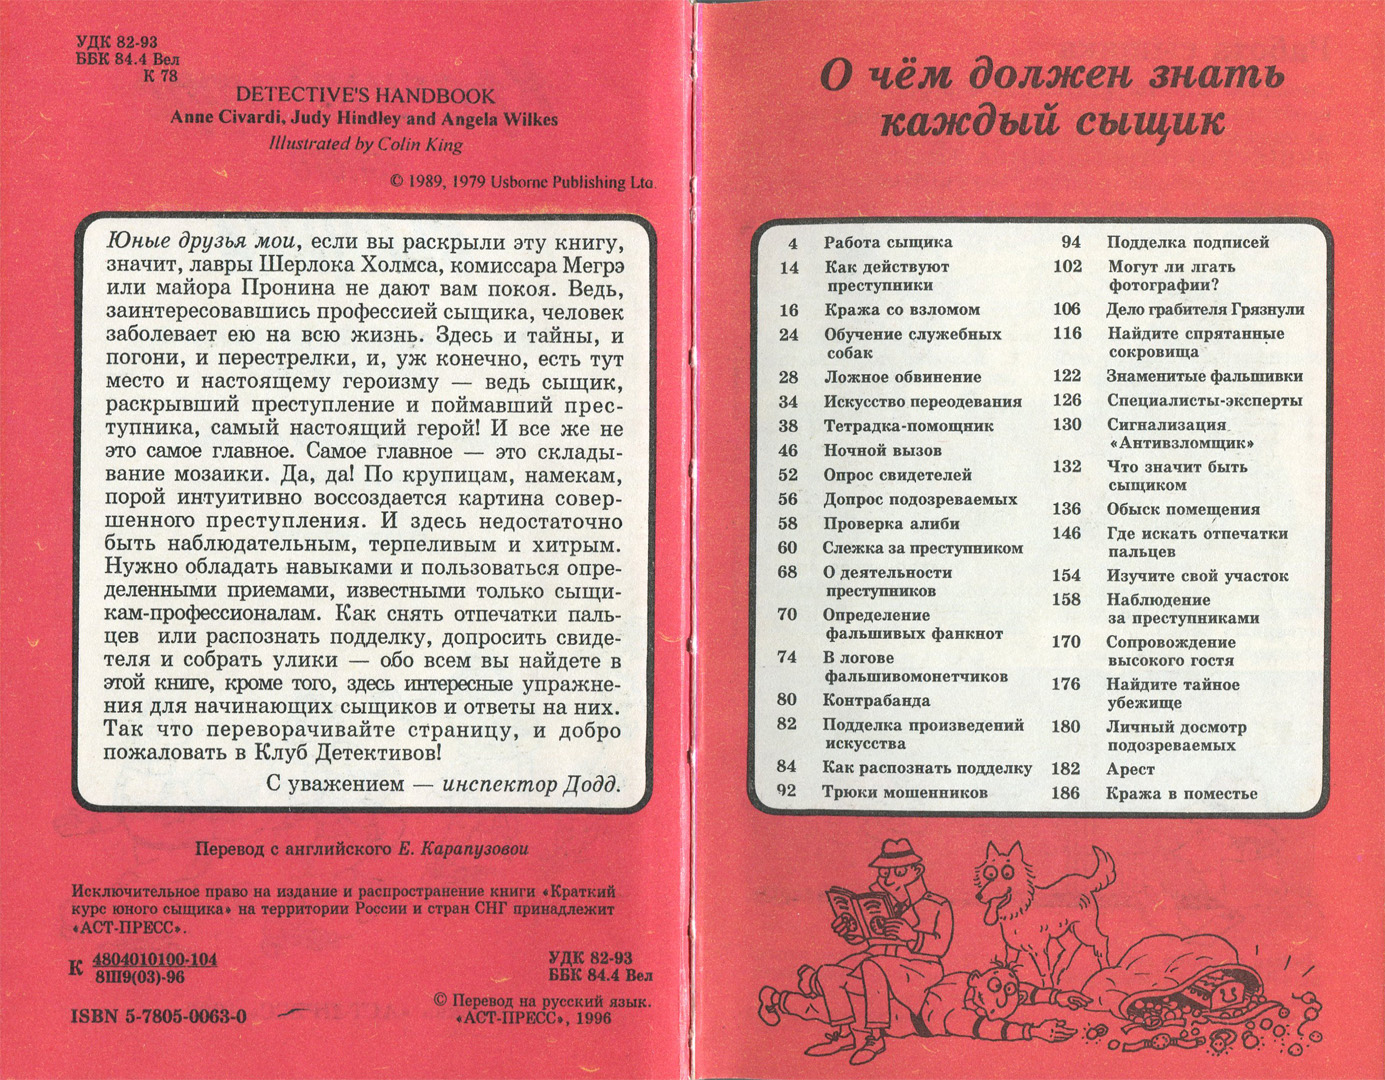 УДК 82-93
ББК 84.4 Вел
К 78
DETECTIVE'S HANDBOOK
Anne Civardi, Judy Hindley and Angela Wilkes
Illustrated by Colin King
© 1989, 1979 Usborne Publishing Ltd.
Юные друзья мои, если вы раскрыли эту книгу,
значит, лавры Шерлока Холмса, комиссара Мегрэ
или майора Пронина не дают вам покоя. Ведь,
заинтересовавшись профессией сыщика, человек
заболевает ею на всю жизнь. Здесь и тайны, и
погони, и перестрелки, и, уж конечно, есть тут
место и настоящему героизму — ведь сыщик,
раскрывший преступление и поймавший прес-
тупника, самый настоящий герой! И все же не
это самое главное. Самое главное — это склады-
вание мозаики. Да, да! По крупицам, намекам,
порой интуитивно воссоздается картина совер-
шенного преступления. И здесь недостаточно
быть наблюдательным, терпеливым и хитрым.
Нужно обладать навыками и пользоваться опре-
деленными приемами, известными только сыщи-
кам-профессионалам. Как снять отпечатки паль-
цев или распознать подделку, допросить свиде-
теля и собрать улики — обо всем вы найдете в
этой книге, кроме того, здесь интересные упражне-
ния для начинающих сыщиков и ответы на них.
Так что переворачивайте страницу, и добро
пожаловать в Клуб Детективов!
С уважением — инспектор Додд.
Перевод с английского Е. Карапузовои
Исключительное право на издание и распространение книги «Краткий
курс юного сыщика» на территории России и стран СНГ принадлежит
«АСТ-ПРЕСС».
К 4804010100-104
8Ш9(03)-96
УДК 82-93
ББК 84.4 Вел
© Перевод на русский язык.
«АСТ-ПРЕСС», 1996
ISBN 5-7805-0063-0
О чём должен знать
каждый сыщик
4 Работа сыщика
14 Как действуют
преступники
16 Кража со взломом
24 Обучение служебных
собак
28 Ложное обвинение
34 Искусство переодевания
38 Тетрадка-помощник
46 Ночной вызов
52 Опрос свидетелей
56 Допрос подозреваемых
58 Проверка алиби
60 Слежка за преступником
68 О деятельности
преступников
70 Определение
фальшивых фанкнот
74 В логове
фальшивомонетчиков
80 Контрабанда
82 Подделка произведений
искусства
84 Как распознать подделку
92 Трюки мошенников
94 Подделка подписей
102 Могут ли лгать
фотографии?
106 Дело грабителя Грязнули
116 Найдите спрятанные
сокровища
122 Знаменитые фальшивки
126 Специалисты-эксперты
130 Сигнализация
«Антивзломщик»
132 Что значит быть
сыщиком
136 Обыск помещения
146 Где искать отпечатки
пальцев
154 Изучите свой участок
158 Наблюдение
за преступниками
170 Сопровождение
высокого гостя
176 Найдите тайное
убежище
180 Личный досмотр
подозреваемых
182 Арест
186 Кража в поместье